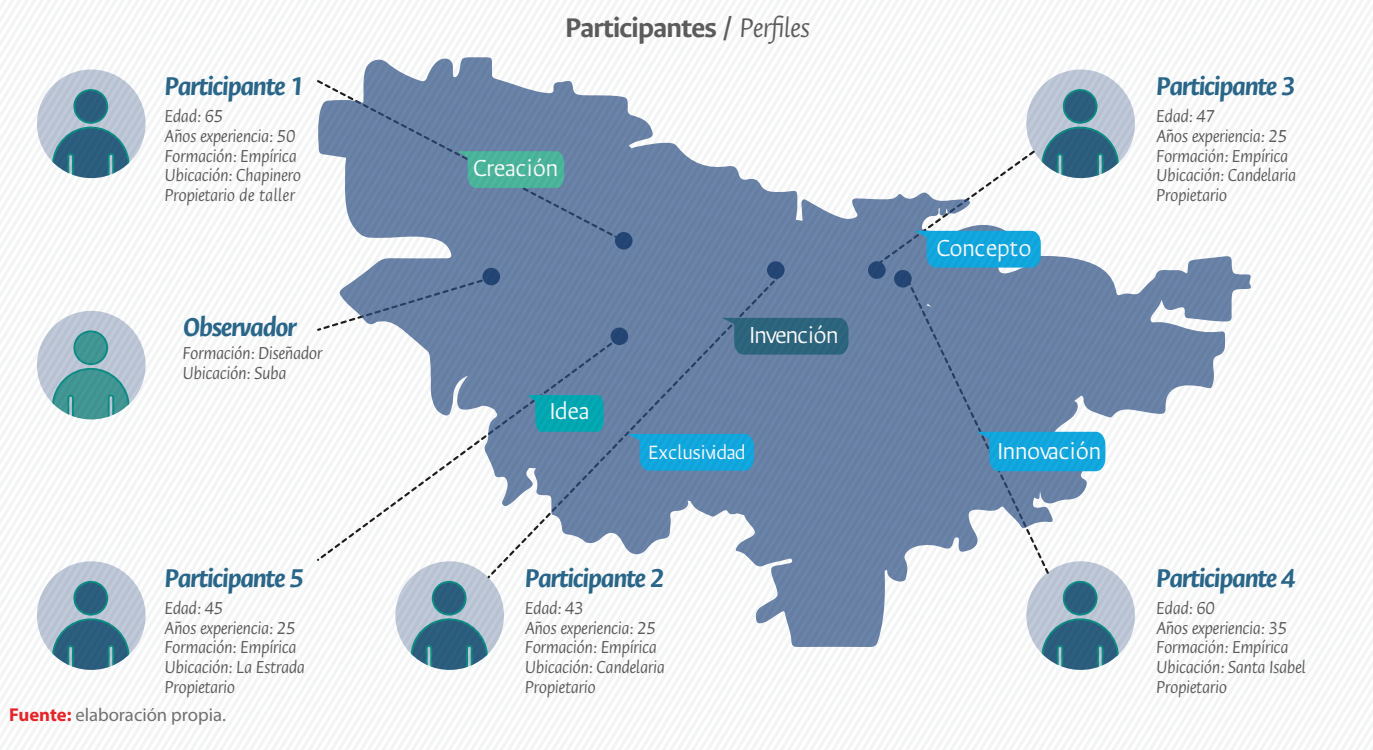 Participantes / Perfiles
Participante 1
Edad: 65
Años experiencia: 50
Formación: Empírica
Ubicación: Chapinero
Propietario de taller
Creación
Participante 3
Edad: 47
Años experiencia: 25
Formación: Empírica
Ubicación: Candelaria
Propietario
Concepto
Observador
Formación: Diseñador
Ubicación: Suba
Invención
Idea
Exclusividad
Innovación
Participante 5
Edad: 45
Años experiencia: 25
Formación: Empírica
Ubicación: La Estrada
Propietario
Participante 2
Edad: 43
Años experiencia: 25
Formación: Empírica
Ubicación: Candelaria
Propietario
Participante 4
Edad: 60
Años experiencia: 35
Formación: Empírica
Ubicación: Santa Isabel
Propietario
Fuente: elaboración propia.